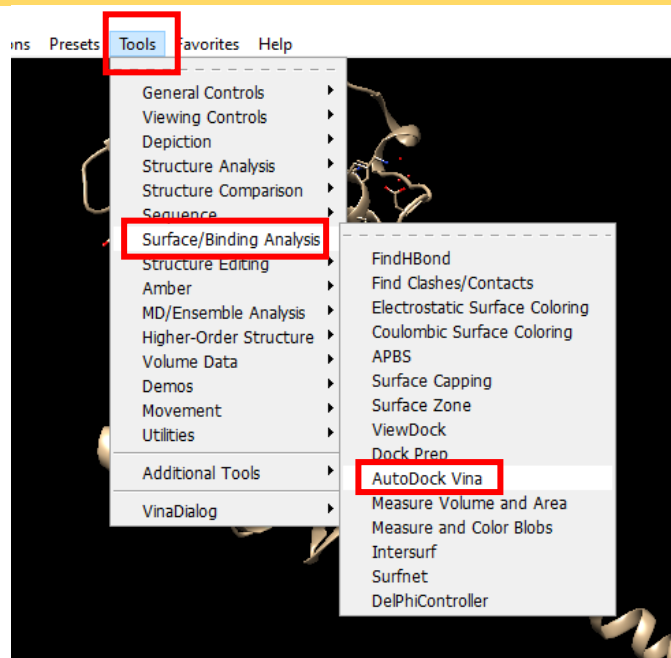 ons Presets Tools Favorites Help
General Controls
Viewing Controls
Depiction
Structure Analysis
Structure Comparison
Sequence
Surface/Binding Analysis
Structure Editing
Amber
MD/Ensemble Analysis
Higher-Order Structure
Volume Data
Demos
Movement
Utilities
Additional Tools
VinaDialog
FindHBond
Find Clashes/Contacts
Electrostatic Surface Coloring
Coulombic Surface Coloring
APBS
Surface Capping
Surface Zone
ViewDock
Dock Prep
AutoDock Vina
Measure Volume and Area
Measure and Color Blobs
Intersurf
Surfnet
DelPhiController